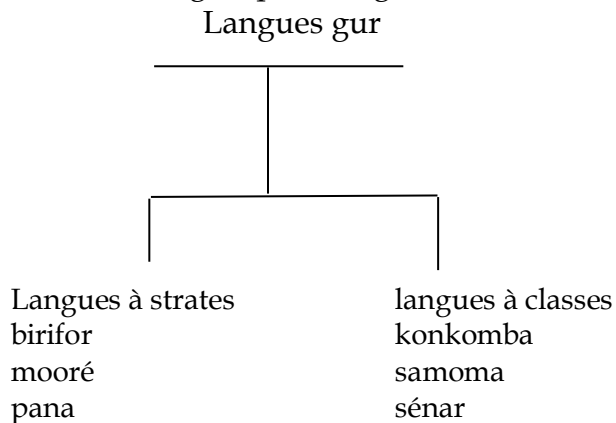 Langues gur
Langues à strates
birifor
mooré
pana
langues à classes
konkomba
samoma
sénar